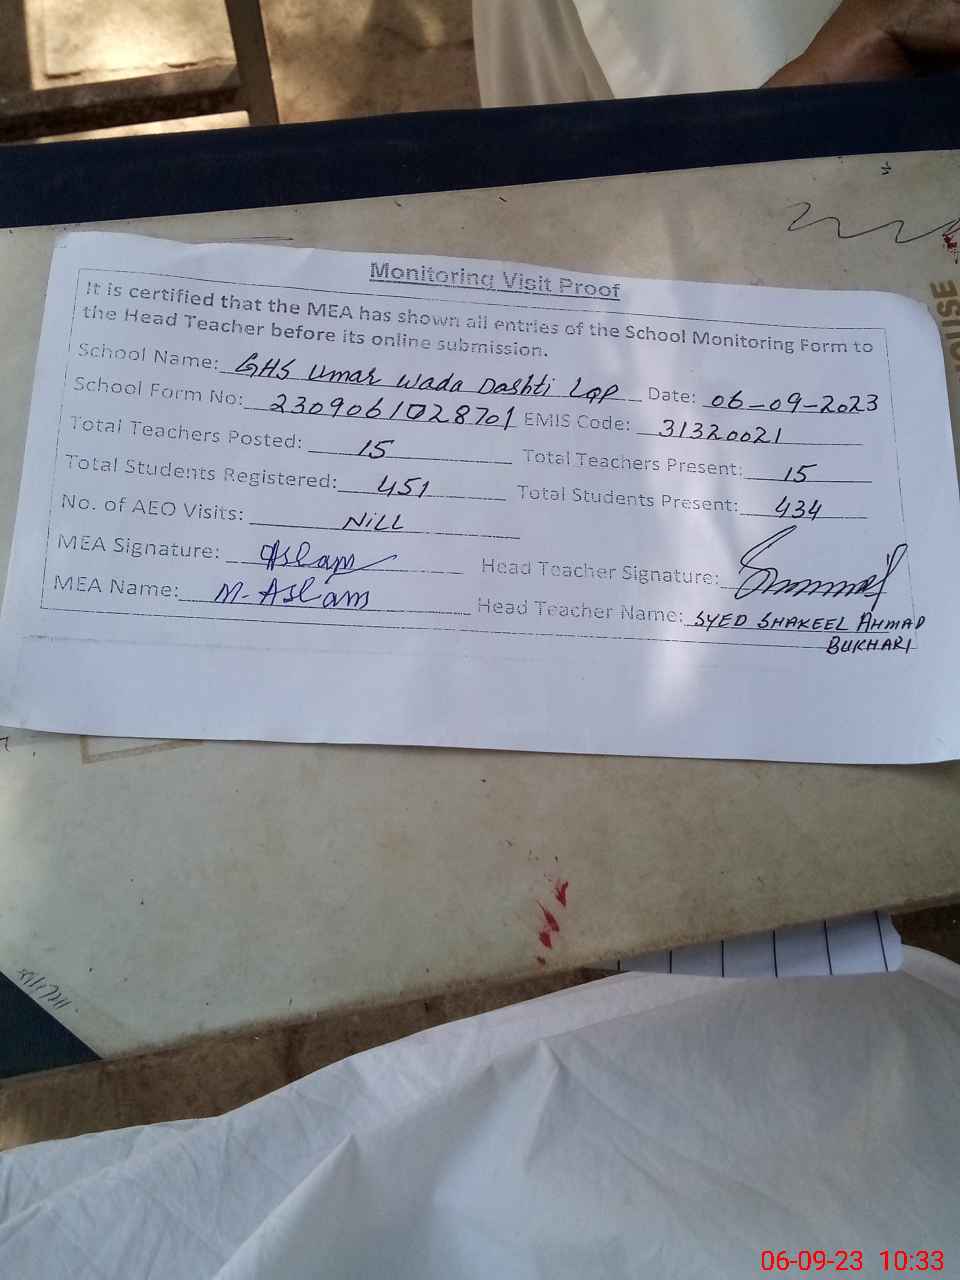 Monitoring Visit Proof
It is certified that the MEA has shown all entries of the School Monitoring Form to
the Head Teacher before its online submission.
School Name: GHS Umar Wada Dashti LQP Date: 06-09-2023
School Form No: 2309061028701 EMIS Code: 31320021
Total Teachers Posted: 15 Total Teachers Present: 15
Total Students Registered: 451 Total Students Present: 434
No. of AEO Visits: NiLL
MEA Signature: Aslam Head Teacher Signature:
MEA Name: M-ASLam Head Teacher Name: SYED SHAKEEL AHMAD
BUKHARI
06-09-23 10:33